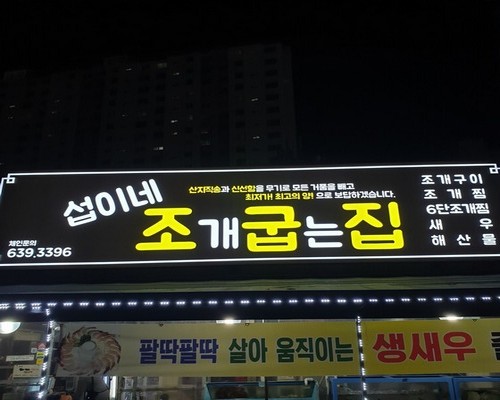 섭이네
산지직송과 신선함을 무기로 모든 거품을 빼고
최저개 최고의 양! 으로 보답하겠습니다.
조개굽는집
체인문의
639,3396
조개구이
조개찜
6단조개찜
새우
해산물
팔딱팔딱 살아 움직이는 생새우